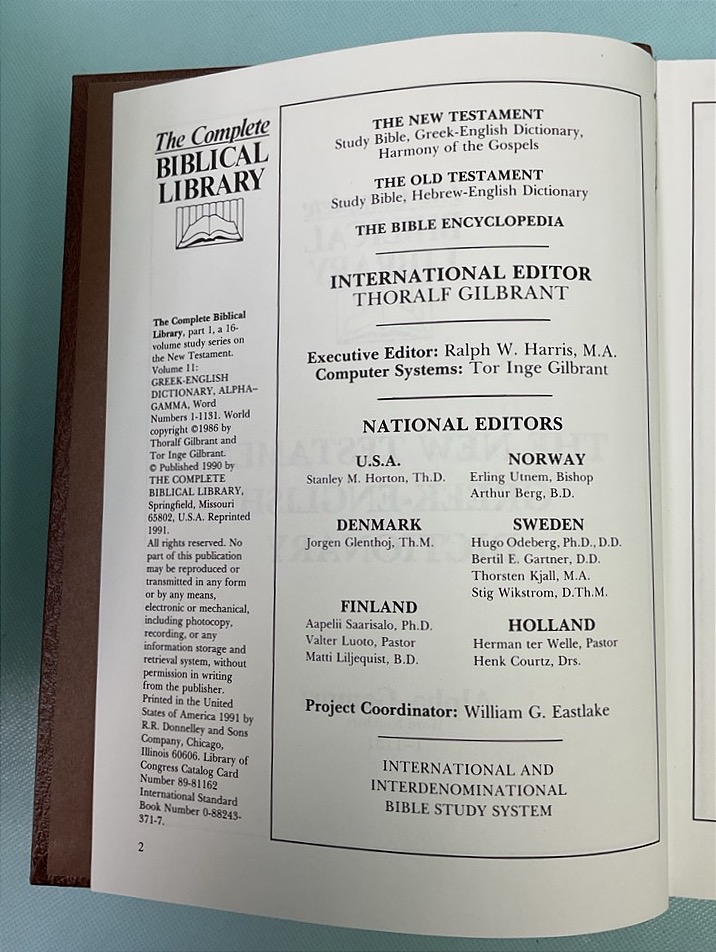 The Complete
BIBLICAL
LIBRARY
The Complete Biblical
Library, part 1, a 16-
volume study series on
the New Testament.
Volume 11:
GREEK-ENGLISH
DICTIONARY, ALPHA–
GAMMA, Word
Numbers 1-1131. World
copyright ©1986 by
Thoralf Gilbrant and
Tor Inge Gilbrant.
© Published 1990 by
THE COMPLETE
BIBLICAL LIBRARY,
Springfield, Missouri
65802, U.S.A. Reprinted
1991.
All rights reserved. No
part of this publication
may be reproduced or
transmitted in any form
or by any means,
electronic or mechanical,
including photocopy,
recording, or any
information storage and
retrieval system, without
permission in writing
from the publisher.
Printed in the United
States of America 1991 by
R.R. Donnelley and Sons
Company, Chicago,
Illinois 60606. Library of
Congress Catalog Card
Number 89-81162
International Standard
Book Number 0-88243-
371-7.
2
THE NEW TESTAMENT
Study Bible, Greek-English Dictionary,
Harmony of the Gospels
THE OLD TESTAMENT
Study Bible, Hebrew-English Dictionary
THE BIBLE ENCYCLOPEDIA
INTERNATIONAL EDITOR
THORALF GILBRANT
Executive Editor: Ralph W. Harris, M.A.
Computer Systems: Tor Inge Gilbrant
NATIONAL EDITORS
U.S.A.
Stanley M. Horton, Th.D.
NORWAY
Erling Utnem, Bishop
Arthur Berg, B.D.
DENMARK
Jorgen Glenthoj, Th.M.
SWEDEN
Hugo Odeberg, Ph.D., D.D.
Bertil E. Gartner, D.D.
Thorsten Kjall, M.A.
Stig Wikstrom, D.Th.M.
FINLAND
Aapelii Saarisalo, Ph.D.
Valter Luoto, Pastor
Matti Liljequist, B.D.
HOLLAND
Herman ter Welle, Pastor
Henk Courtz, Drs.
Project Coordinator: William G. Eastlake
INTERNATIONAL AND
INTERDENOMINATIONAL
BIBLE STUDY SYSTEM